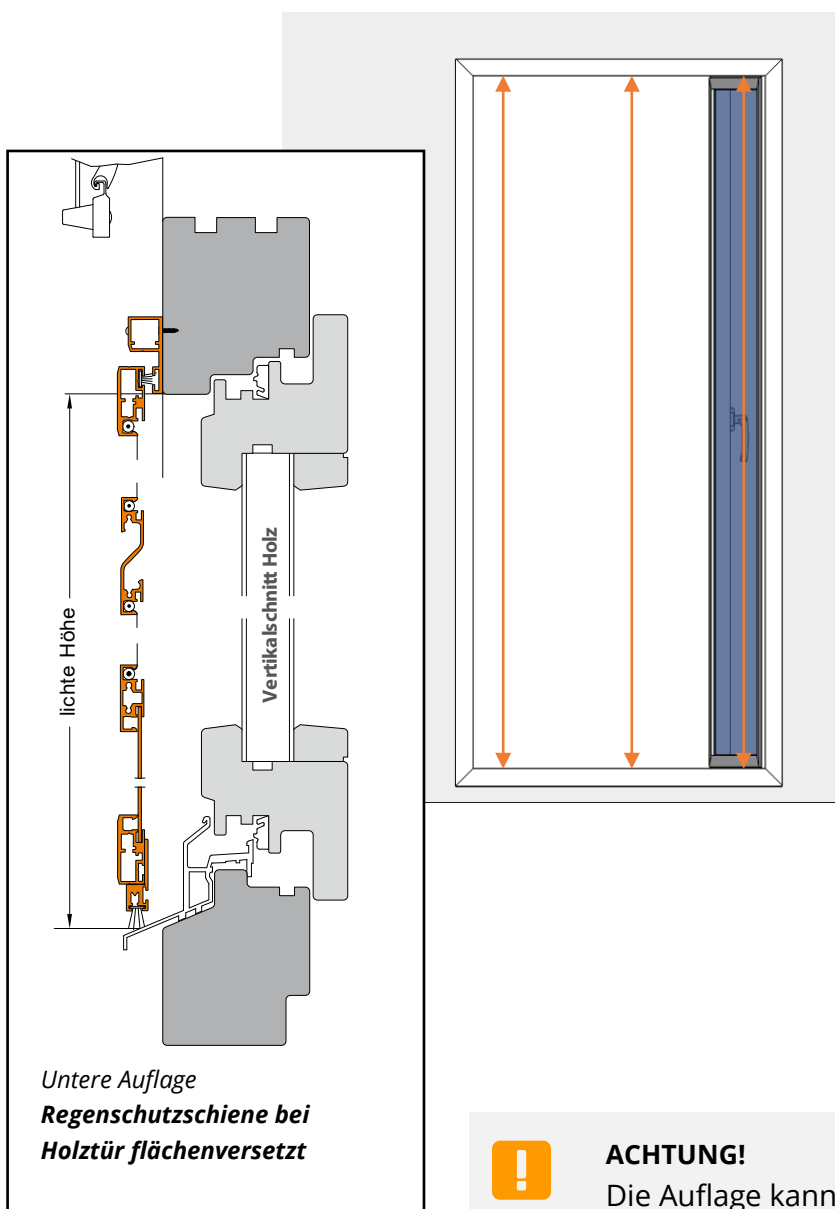 lichte Höhe
Vertikalschnitt Holz
Untere Auflage
Regenschutzschiene bei
Holztür flächenversetzt
ACHTUNG!
Die Auflage kann